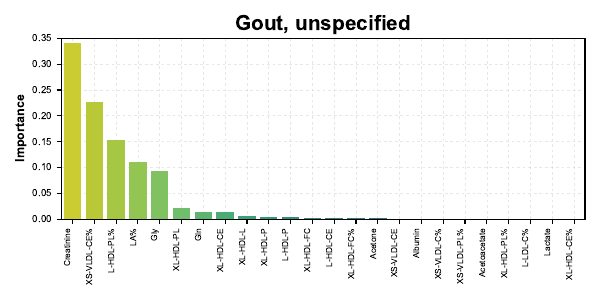 Gout, unspecified
Importance
0.35
0.30
0.25
0.20
0.15
0.10
0.05
0.00
Creatinine
XS-VLDL-CE%
L-HDL-PL%
LA%
Gly
XL-HDL-PL
Gln
XL-HDL-CE
XL-HDL-L
XL-HDL-P
L-HDL-P
XL-HDL-FC
L-HDL-CE
XL-HDL-FC%
Acetone
XS-VLDL-CE
Albumin
XS-VLDL-C%
XS-VLDL-PL%
Acetoacetate
XL-HDL-PL%
L-LDL-C%
Lactate
XL-HDL-CE%